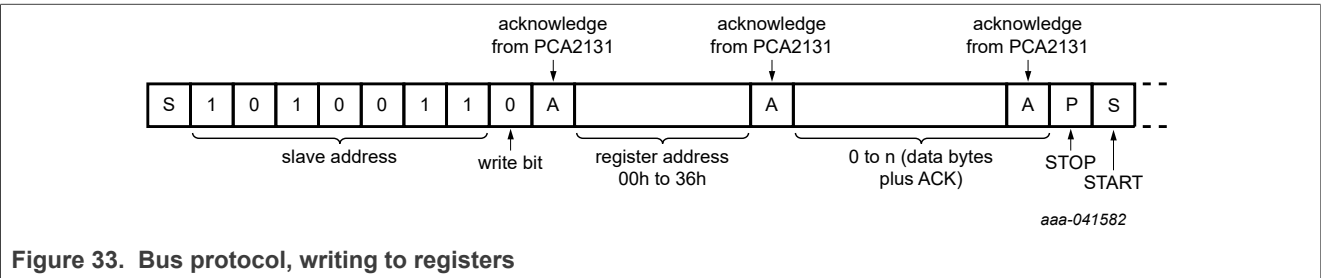 acknowledge acknowledge acknowledge
from PCA2131 from PCA2131 from PCA2131
S 1 0 1 0 0 1 1 0 A A A P S
slave address write bit register address 0 to n (data bytes STOP
00h to 36h plus ACK) START
aaa-041582
Figure 33. Bus protocol, writing to registers